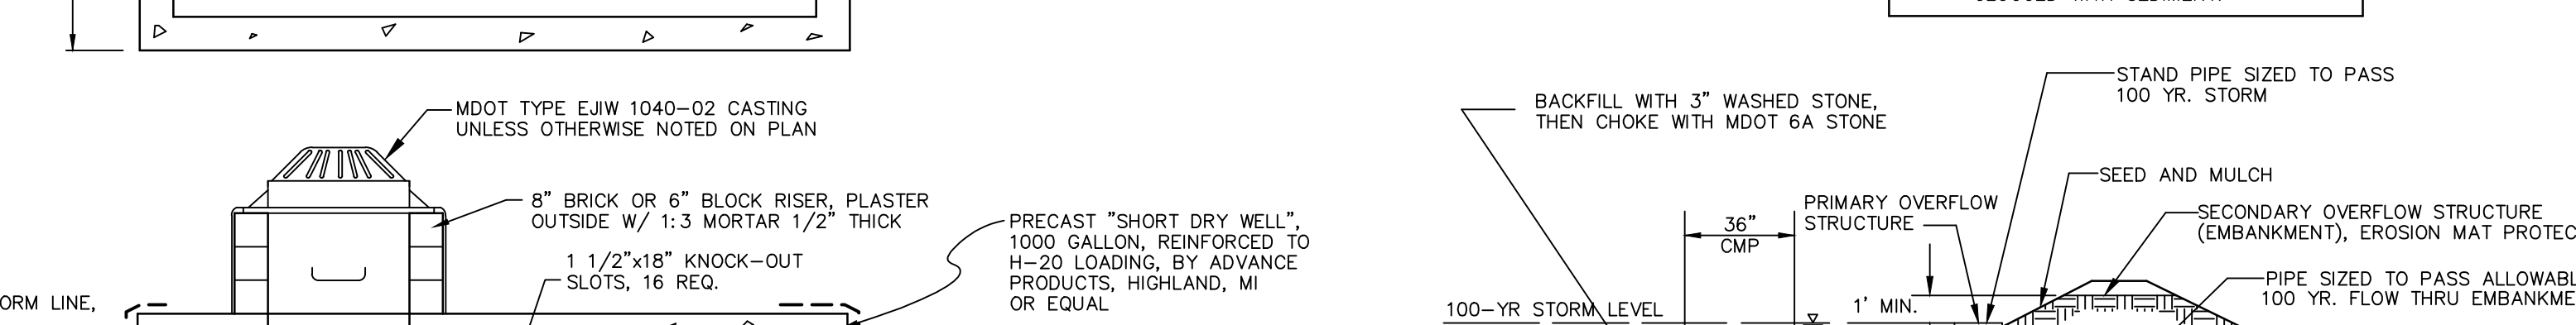 MDOT TYPE EJIW 1040-02 CASTING
UNLESS OTHERWISE NOTED ON PLAN
8" BRICK OR 6" BLOCK RISER, PLASTER
OUTSIDE W/ 1:3 MORTAR 1/2" THICK
1 1/2"x18" KNOCK-OUT
SLOTS, 16 REQ.
PRECAST "SHORT DRY WELL",
1000 GALLON, REINFORCED TO
H-20 LOADING, BY ADVANCE
PRODUCTS, HIGHLAND, MI
OR EQUAL
ORM LINE,
BACKFILL WITH 3" WASHED STONE,
THEN CHOKE WITH MDOT 6A STONE
36"
CMP
PRIMARY OVERFLOW
STRUCTURE
100-YR STORM LEVEL
1' MIN.
STAND PIPE SIZED TO PASS
100 YR. STORM
SEED AND MULCH
SECONDARY OVERFLOW STRUCTURE
(EMBANKMENT), EROSION MAT PROTEC
PIPE SIZED TO PASS ALLOWABL
100 YR. FLOW THRU EMBANKME